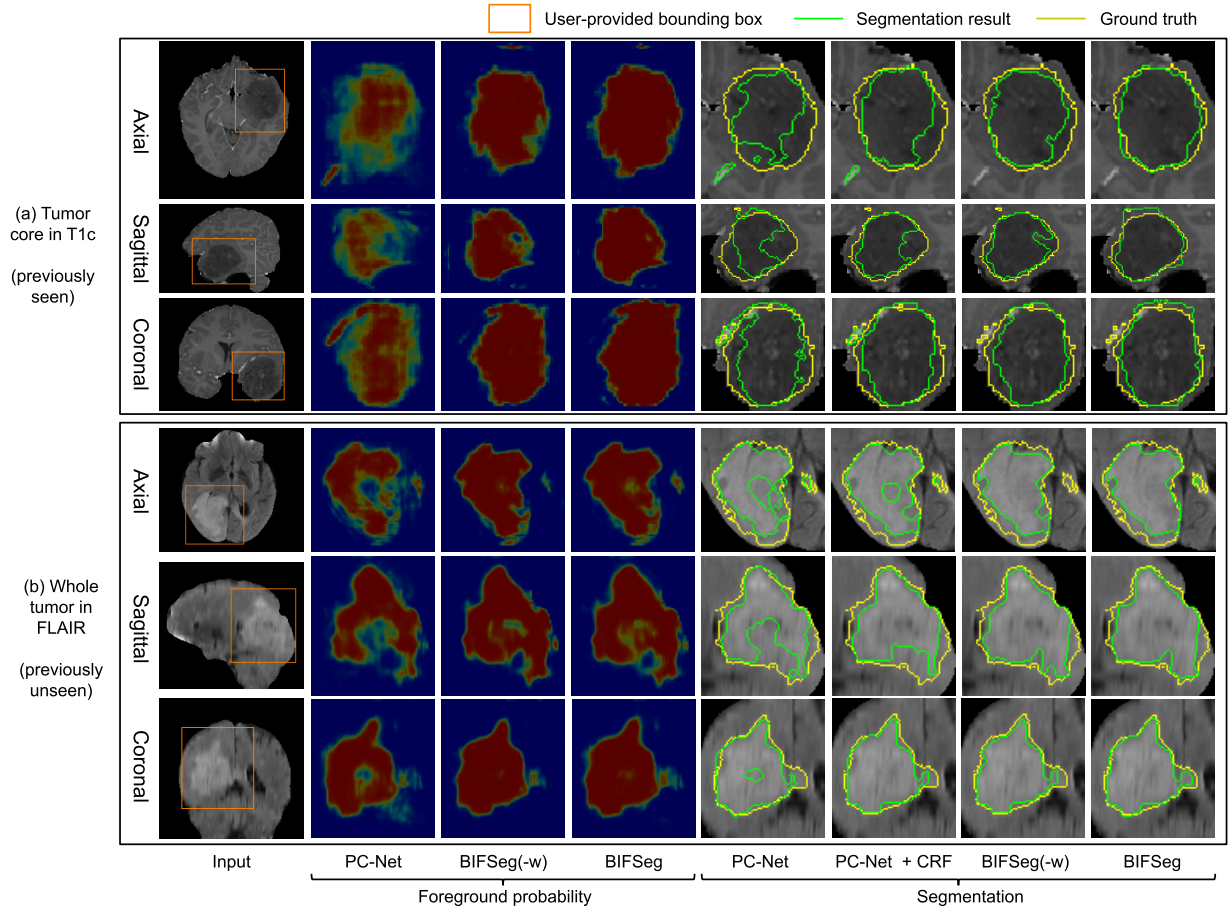 User-provided bounding box Segmentation result Ground truth
(a) Tumor
core in T1c
(previously
seen)
Axial
Sagittal
Coronal
(b) Whole
tumor in
FLAIR
(previously
unseen)
Axial
Sagittal
Coronal
Input PC-Net BIFSeg(-w) BIFSeg PC-Net PC-Net + CRF BIFSeg(-w) BIFSeg
Foreground probability Segmentation